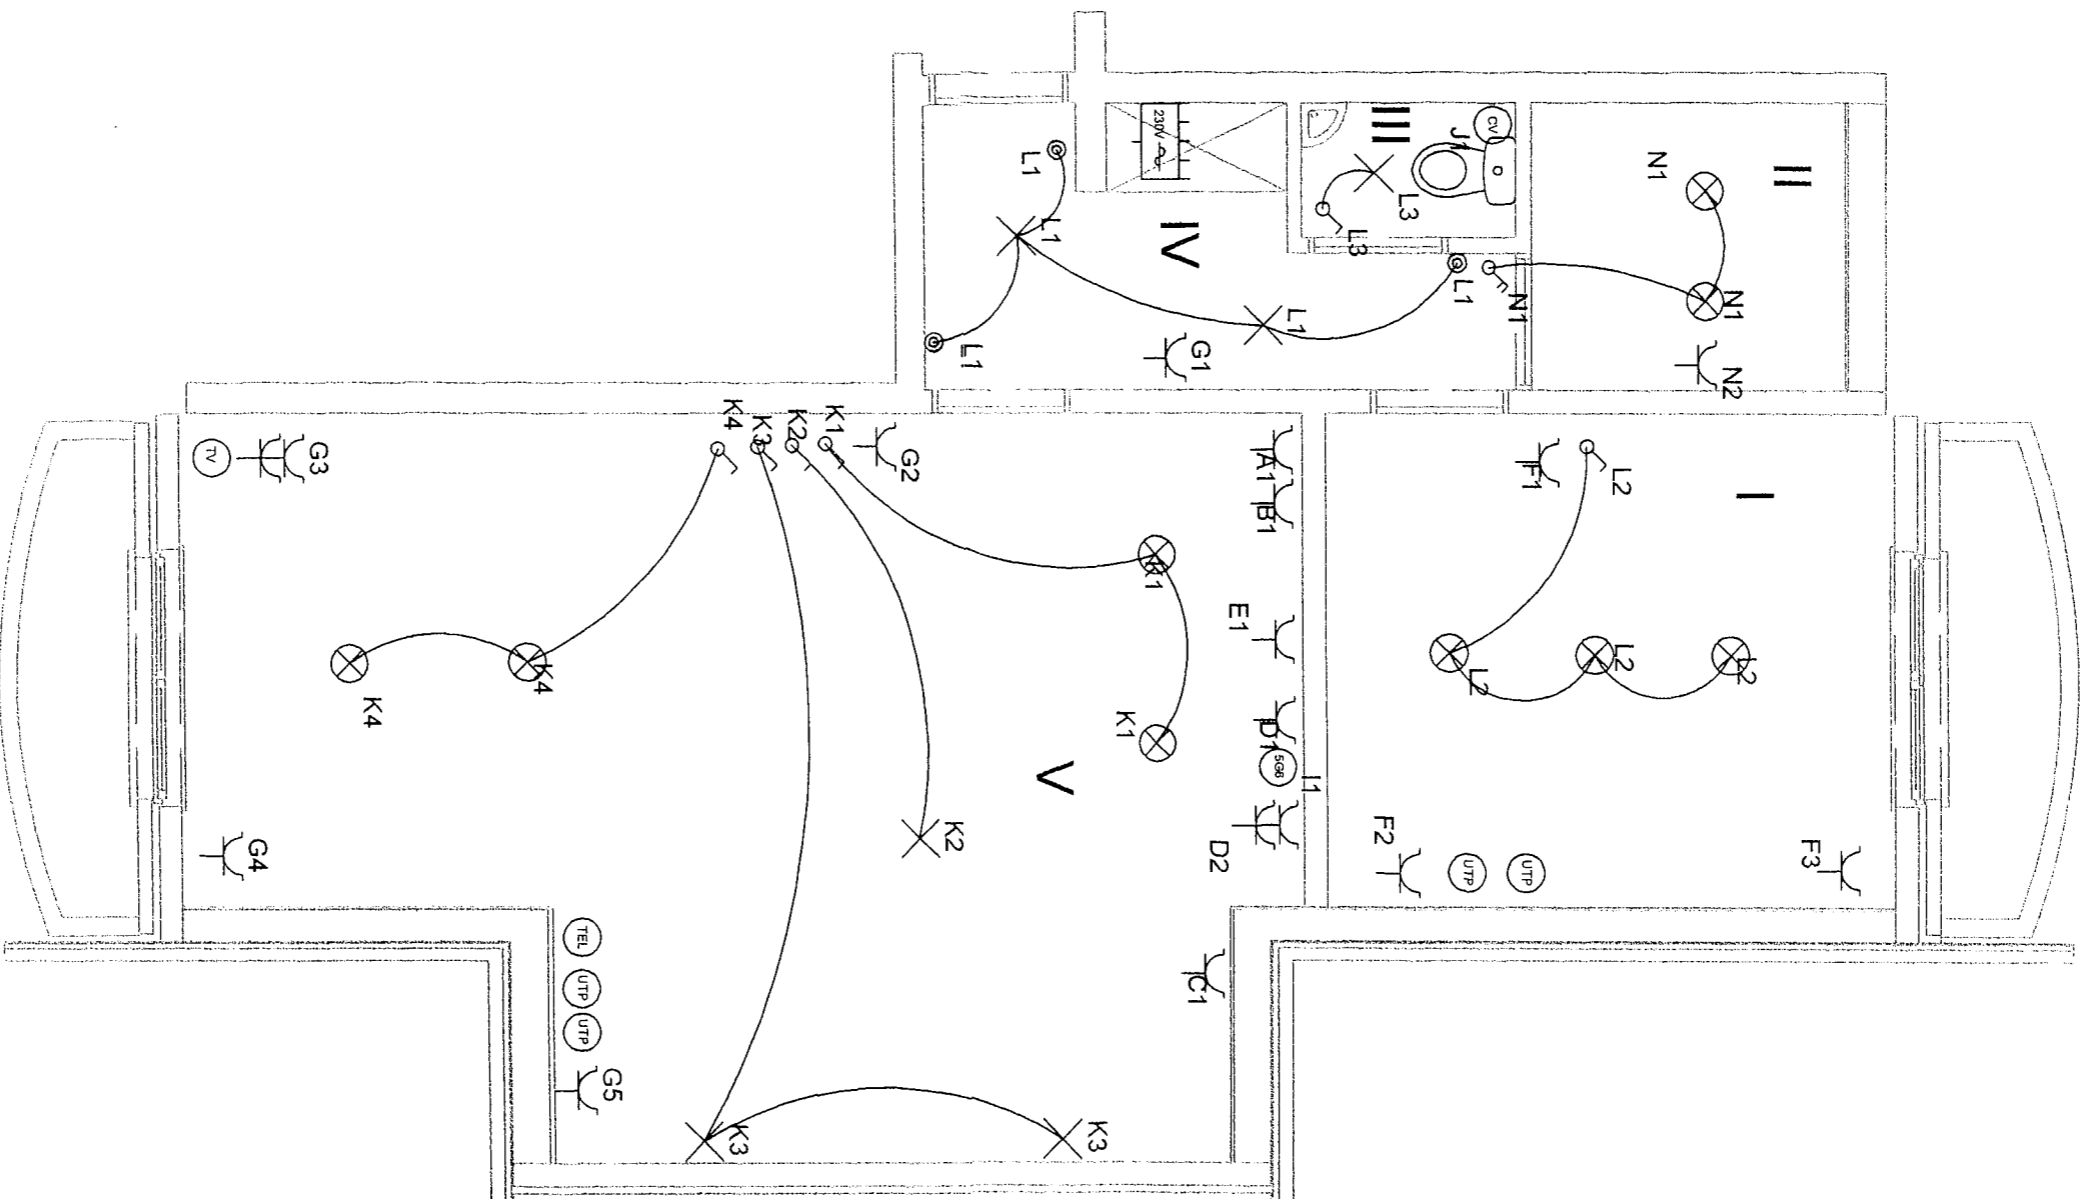 III
CV
J1
II
N1
230V
L1
L3
L1
IV
L3
L1
N1
N1
L1
L1
G1
N2
K4
K3
K2
K1
G2
G3
TV
A1
B1
F1
L2
I
K1
E1
K4
K4
K1
L2
L2
L2
D1
5G6
I1
V
K2
D2
F2
F3
G4
UTP
UTP
TEL
UTP
UTP
C1
G5
K3
K3